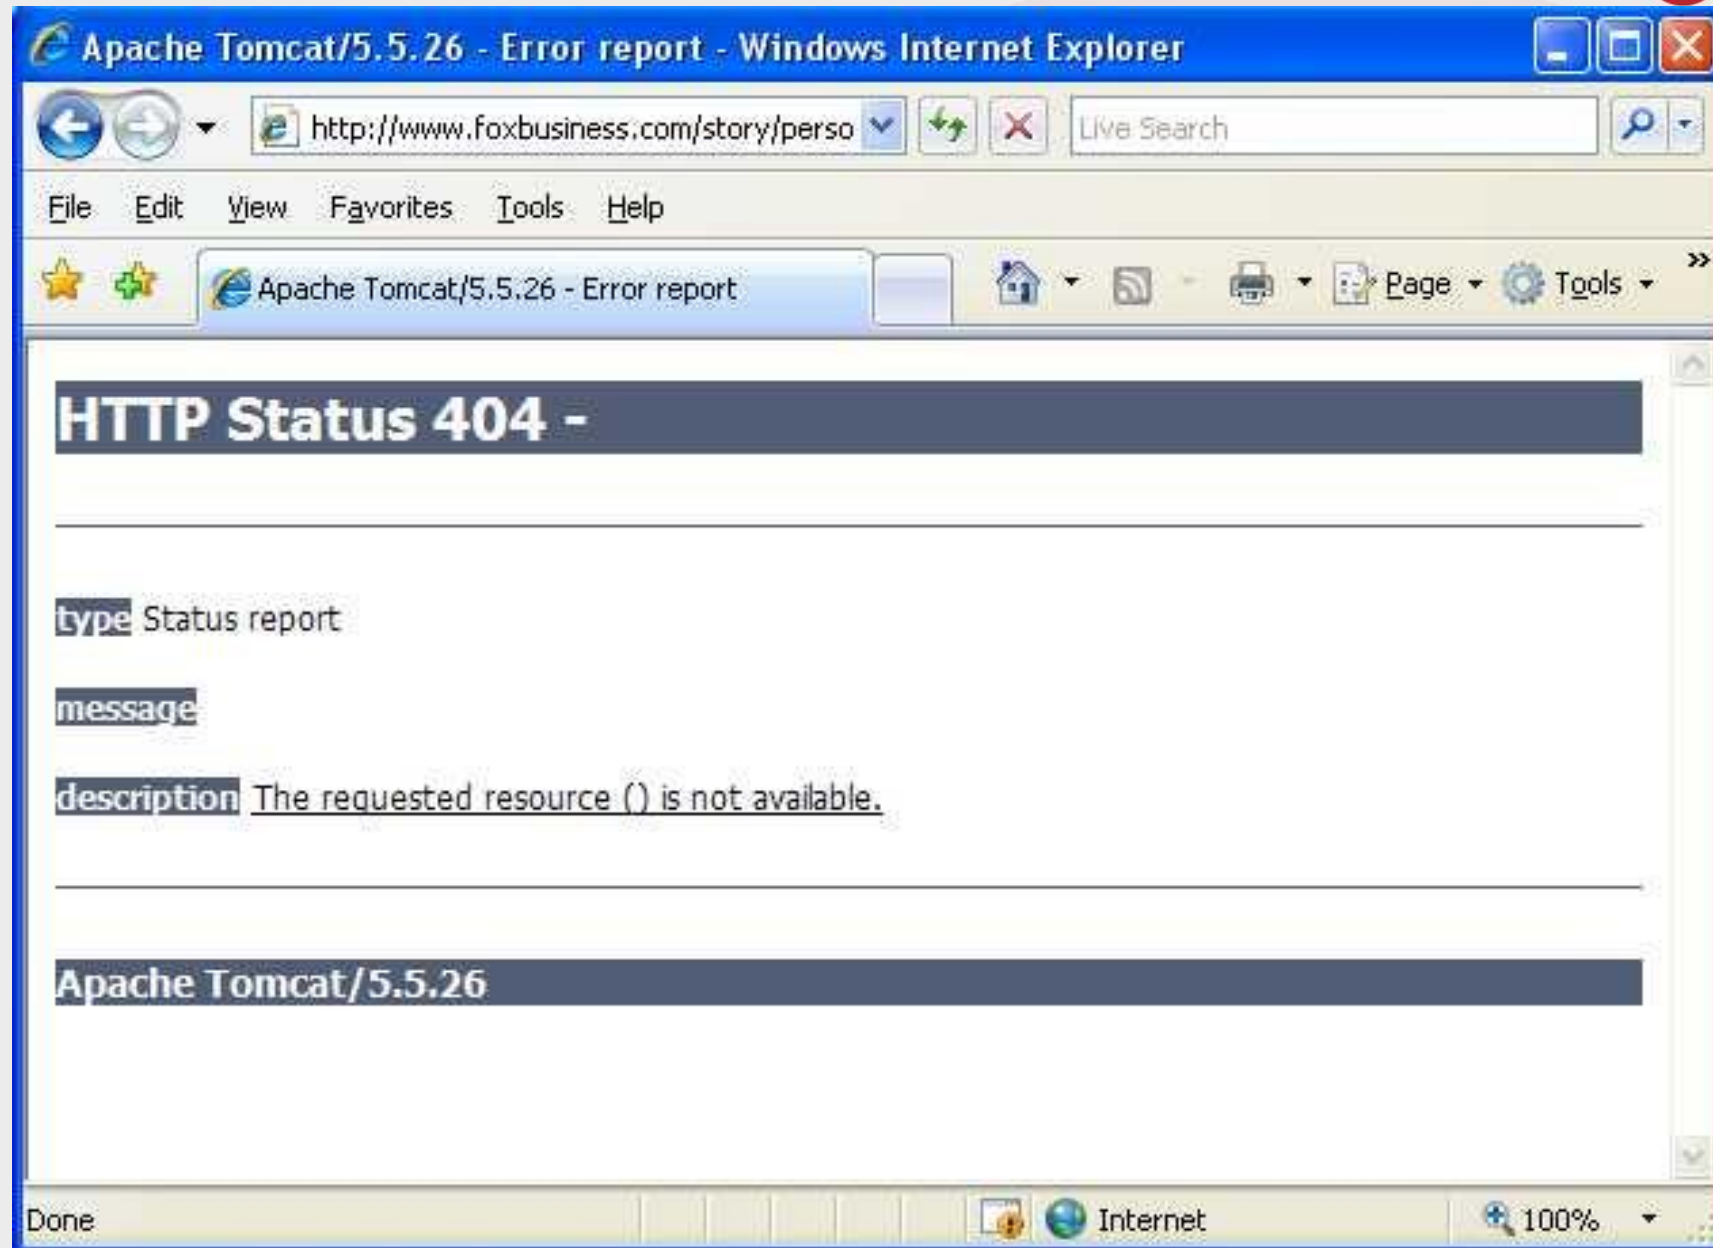 Apache Tomcat/5.5.26 - Error report - Windows Internet Explorer
http://www.foxbusiness.com/story/perso Live Search
File Edit View Favorites Tools Help
Apache Tomcat/5.5.26 - Error report Page Tools »
HTTP Status 404 -
type Status report
message
description The requested resource () is not available.
Apache Tomcat/5.5.26
Done Internet 100%